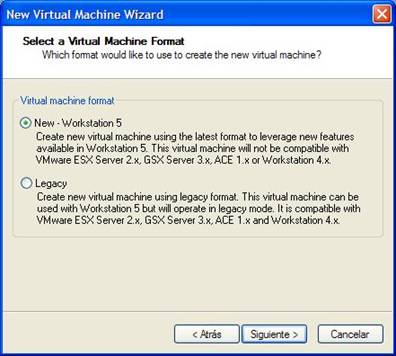 New Virtual Machine Wizard
Select a Virtual Machine Format
Which format would like to use to create the new virtual machine?
Virtual machine format
New - Workstation 5
Create new virtual machine using the latest format to leverage new features
available in Workstation 5. This virtual machine will not be compatible with
VMware ESX Server 2.x, GSX Server 3.x, ACE 1.x or Workstation 4.x.
Legacy
Create new virtual machine using legacy format. This virtual machine can be
used with Workstation 5 but will operate in legacy mode. It is compatible with
VMware ESX Server 2.x, GSX Server 3.x, ACE 1.x and Workstation 4.x.
< Atrás
Siguiente >
Cancelar